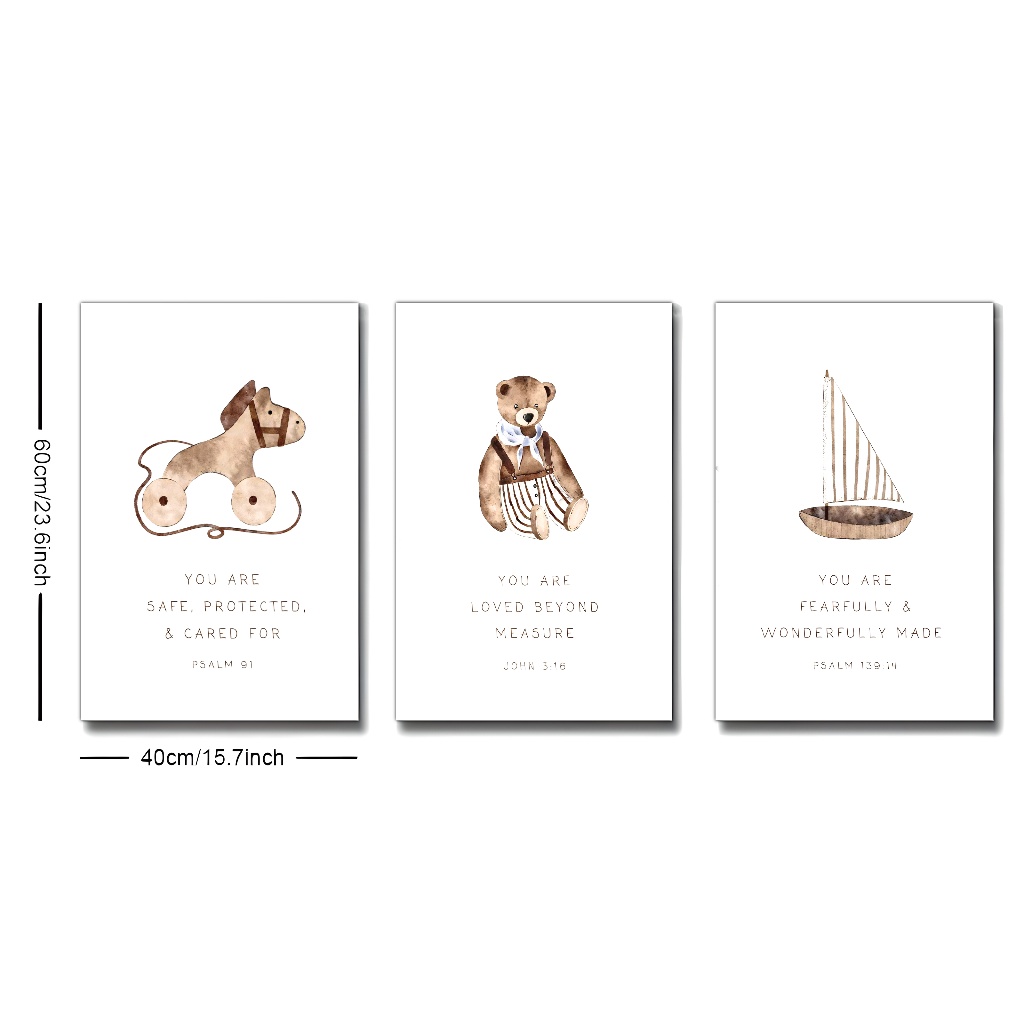 60cm/23.6inch
YOU ARE
SAFE, PROTECTED,
& CARED FOR
PSALM 91
YOU ARE
LOVED BEYOND
MEASURE
JOHN 3:16
YOU ARE
FEARFULLY &
WONDERFULLY MADE
PSALM 139:14
40cm/15.7inch